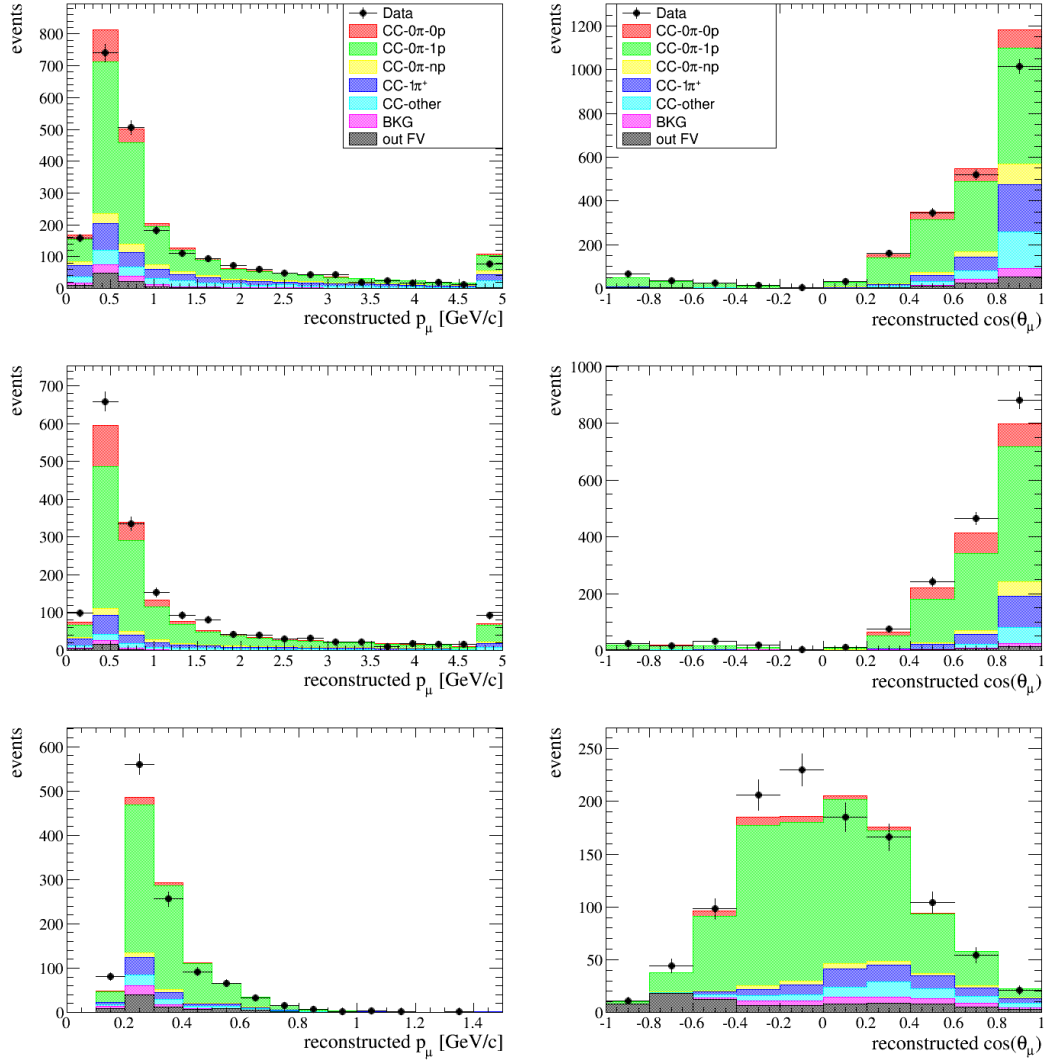 events
800
700
600
500
400
300
200
100
0
0 0.5 1 1.5 2 2.5 3 3.5 4 4.5 5
reconstructed pμ [GeV/c]
Data
CC-0π-0p
CC-0π-1p
CC-0π-np
CC-1π⁺
CC-other
BKG
out FV
events
1200
1000
800
600
400
200
0
-1 -0.8 -0.6 -0.4 -0.2 0 0.2 0.4 0.6 0.8 1
reconstructed cos(θμ)
Data
CC-0π-0p
CC-0π-1p
CC-0π-np
CC-1π⁺
CC-other
BKG
out FV
events
700
600
500
400
300
200
100
0
0 0.5 1 1.5 2 2.5 3 3.5 4 4.5 5
reconstructed pμ [GeV/c]
events
1000
800
600
400
200
0
-1 -0.8 -0.6 -0.4 -0.2 0 0.2 0.4 0.6 0.8 1
reconstructed cos(θμ)
events
600
500
400
300
200
100
0
0 0.2 0.4 0.6 0.8 1 1.2 1.4
reconstructed pμ [GeV/c]
events
250
200
150
100
50
0
-1 -0.8 -0.6 -0.4 -0.2 0 0.2 0.4 0.6 0.8 1
reconstructed cos(θμ)